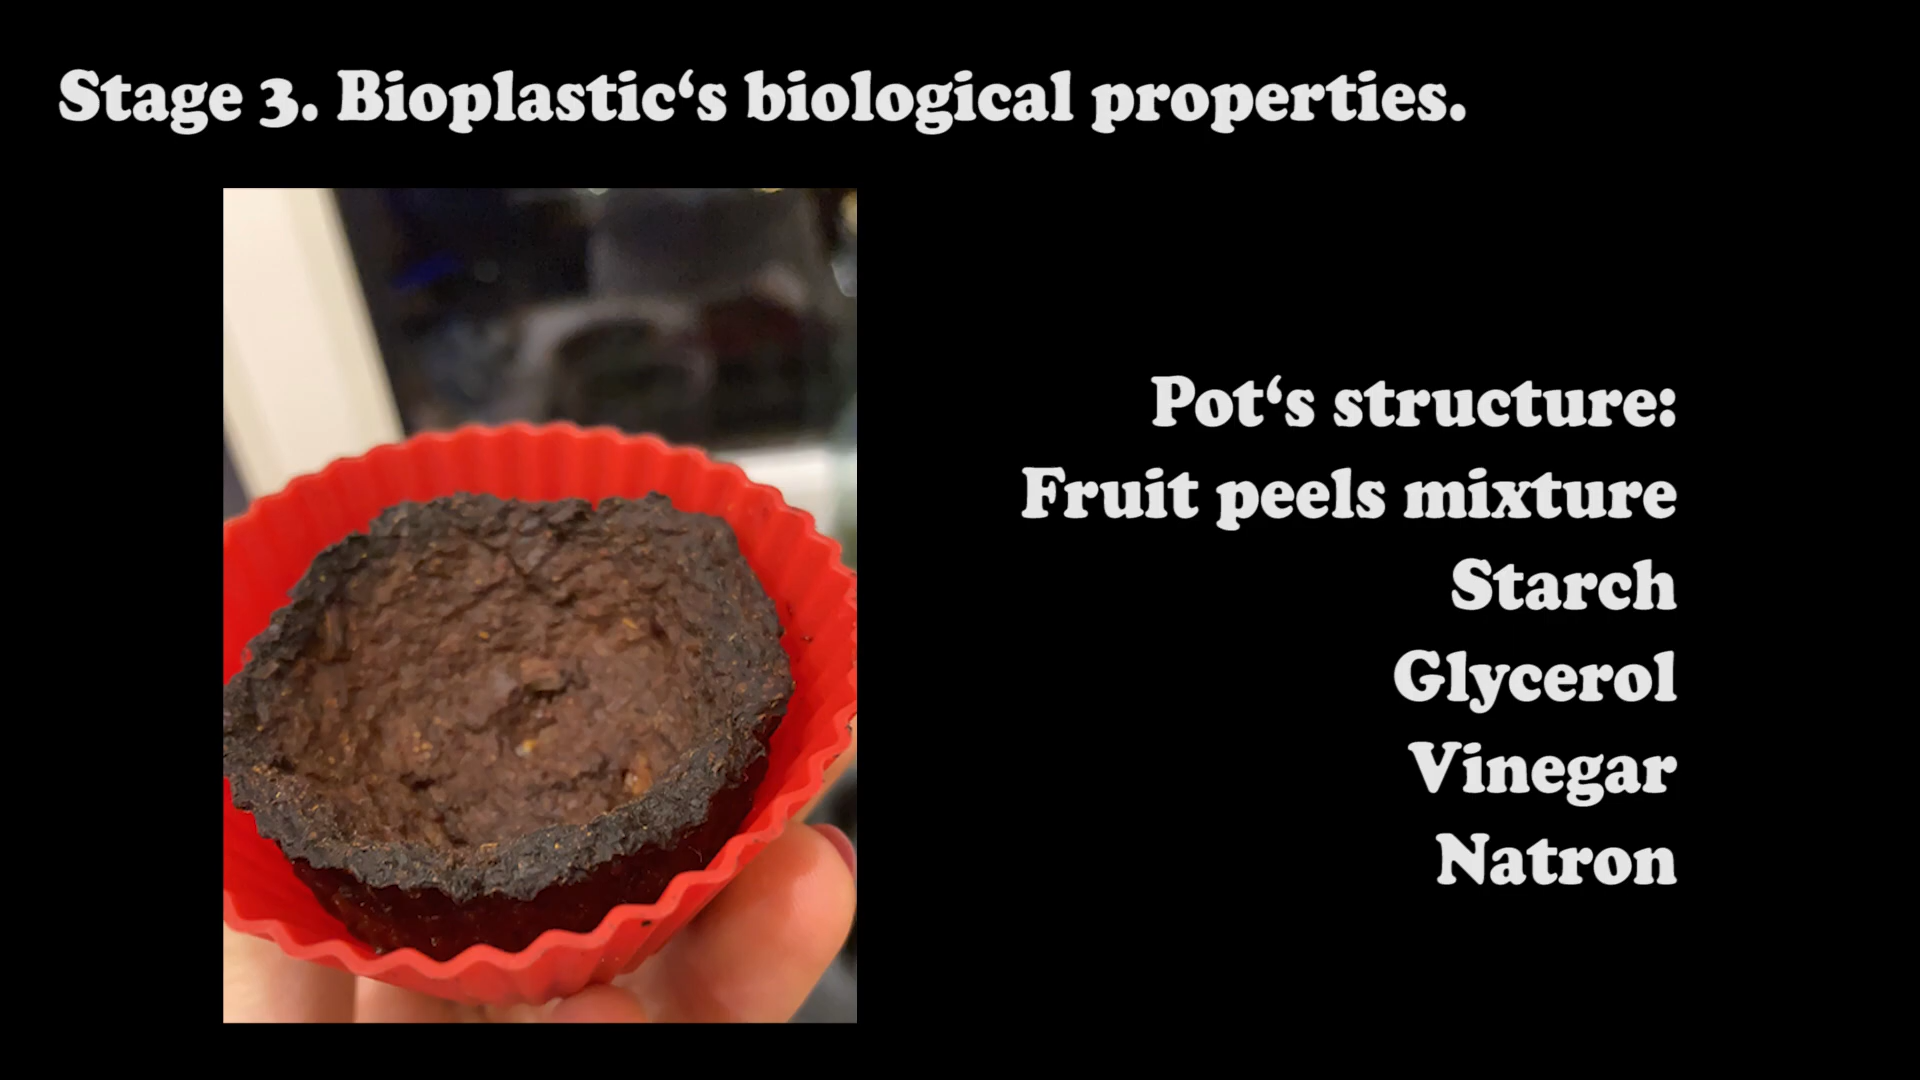 Stage 3. Bioplastic‘s biological properties.
Pot‘s structure:
Fruit peels mixture
Starch
Glycerol
Vinegar
Natron